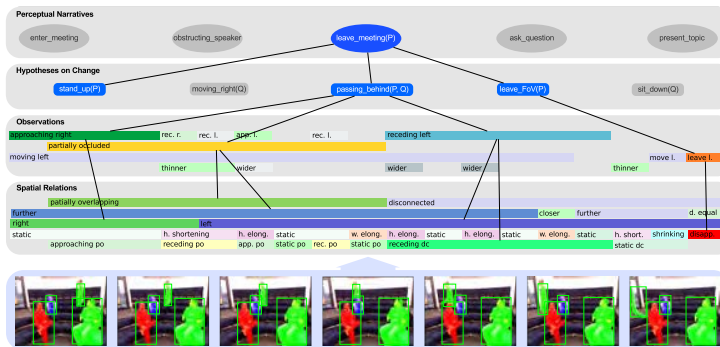 Perceptual Narratives
enter_meeting obstructing_speaker leave_meeting(P) ask_question present_topic
Hypotheses on Change
stand_up(P) moving_right(Q) passing_behind(P, Q) leave_FoV(P) sit_down(Q)
Observations
approaching right rec. r. rec. l. app. l. rec. l. receding left
partially occluded
moving left move l. leave l.
thinner wider wider wider thinner
Spatial Relations
patially overlapping disconnected
further closer further d. equal
right left
static h. shortening h. elong. static w. elong. h. elong. static h. elong. static w. elong. static h. short. shrinking disapp.
approaching po receding po app. po static po rec. po static po receding dc static dc